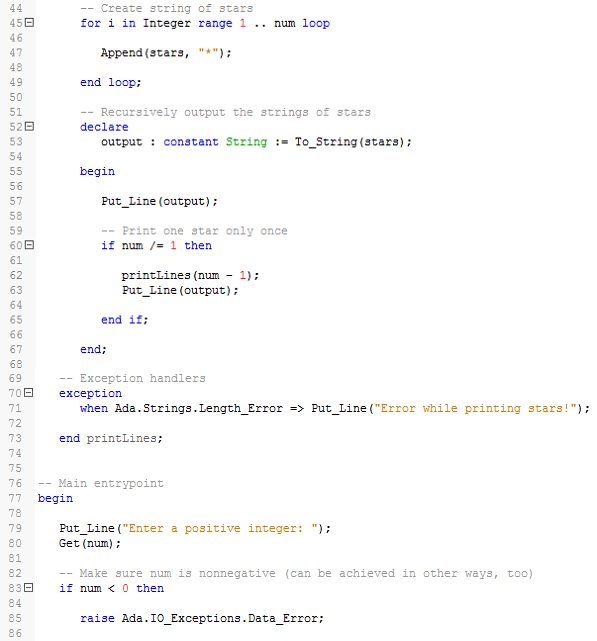 44 -- Create string of stars
45 for i in Integer range 1 .. num loop
46
47 Append(stars, "*");
48
49 end loop;
50
51 -- Recursively output the strings of stars
52 declare
53 output : constant String := To_String(stars);
54
55 begin
56
57 Put_Line(output);
58
59 -- Print one star only once
60 if num /= 1 then
61
62 printLines(num - 1);
63 Put_Line(output);
64
65 end if;
66
67 end;
68
69 -- Exception handlers
70 exception
71 when Ada.Strings.Length_Error => Put_Line("Error while printing stars!");
72
73 end printLines;
74
75
76 -- Main entrypoint
77 begin
78
79 Put_Line("Enter a positive integer: ");
80 Get(num);
81
82 -- Make sure num is nonnegative (can be achieved in other ways, too)
83 if num < 0 then
84
85 raise Ada.IO_Exceptions.Data_Error;
86